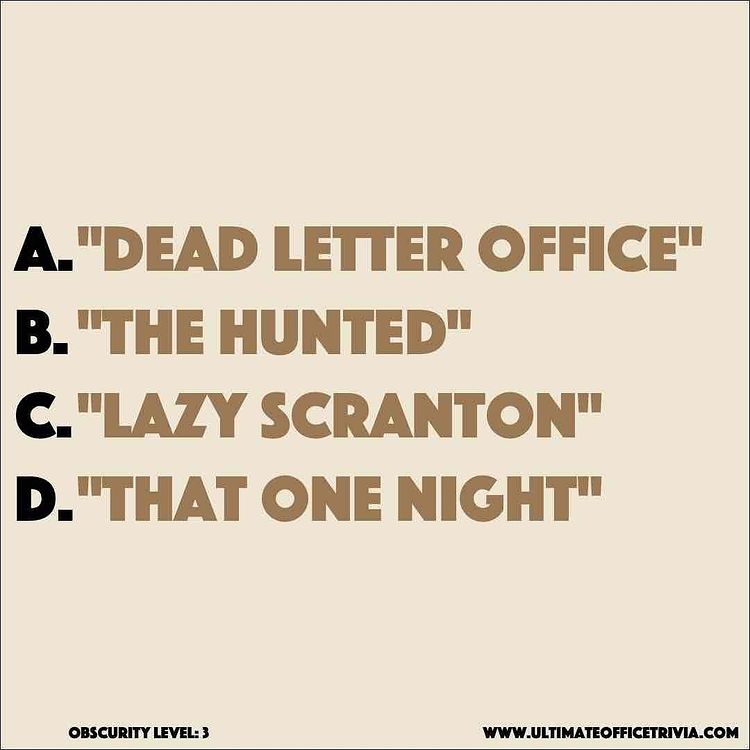 A. "DEAD LETTER OFFICE"
B. "THE HUNTED"
C. "LAZY SCRANTON"
D. "THAT ONE NIGHT"
OBSCURITY LEVEL: 3
WWW.ULTIMATEOFFICETRIVIA.COM